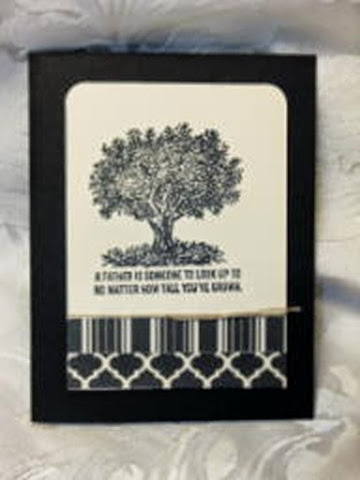 A FATHER IS SOMEONE TO LOOK UP TO
NO MATTER HOW TALL YOU'VE GROWN.